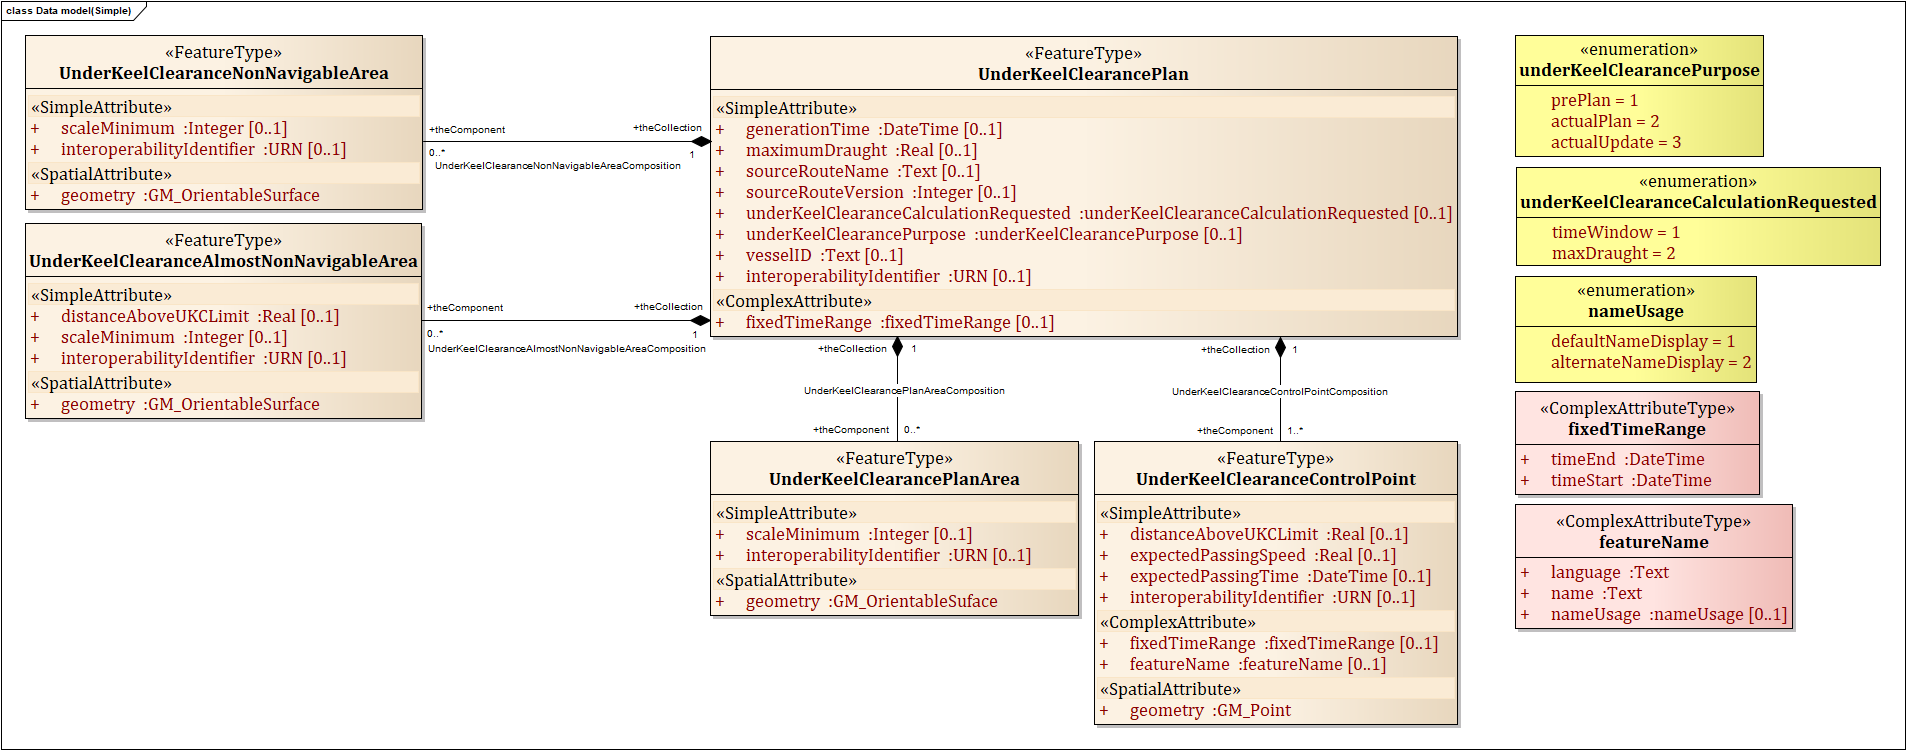 class Data model(Simple)
«FeatureType»
UnderKeelClearanceNonNavigableArea
«SimpleAttribute»
+ scaleMinimum :Integer [0..1]
+ interoperabilityIdentifier :URN [0..1]
«SpatialAttribute»
+ geometry :GM_OrientableSurface
«FeatureType»
UnderKeelClearanceAlmostNonNavigableArea
«SimpleAttribute»
+ distanceAboveUKCLimit :Real [0..1]
+ scaleMinimum :Integer [0..1]
+ interoperabilityIdentifier :URN [0..1]
«SpatialAttribute»
+ geometry :GM_OrientableSurface
+theComponent
+theCollection
0..*
1
UnderKeelClearanceNonNavigableAreaComposition
+theComponent
+theCollection
0..*
1
UnderKeelClearanceAlmostNonNavigableAreaComposition
«FeatureType»
UnderKeelClearancePlan
«SimpleAttribute»
+ generationTime :DateTime [0..1]
+ maximumDraught :Real [0..1]
+ sourceRouteName :Text [0..1]
+ sourceRouteVersion :Integer [0..1]
+ underKeelClearanceCalculationRequested :underKeelClearanceCalculationRequested [0..1]
+ underKeelClearancePurpose :underKeelClearancePurpose [0..1]
+ vesselID :Text [0..1]
+ interoperabilityIdentifier :URN [0..1]
«ComplexAttribute»
+ fixedTimeRange :fixedTimeRange [0..1]
+theCollection
1
UnderKeelClearancePlanAreaComposition
+theComponent
0..*
+theCollection
1
UnderKeelClearanceControlPointComposition
+theComponent
1..*
«FeatureType»
UnderKeelClearancePlanArea
«SimpleAttribute»
+ scaleMinimum :Integer [0..1]
+ interoperabilityIdentifier :URN [0..1]
«SpatialAttribute»
+ geometry :GM_OrientableSuface
«FeatureType»
UnderKeelClearanceControlPoint
«SimpleAttribute»
+ distanceAboveUKCLimit :Real [0..1]
+ expectedPassingSpeed :Real [0..1]
+ expectedPassingTime :DateTime [0..1]
+ interoperabilityIdentifier :URN [0..1]
«ComplexAttribute»
+ fixedTimeRange :fixedTimeRange [0..1]
+ featureName :featureName [0..1]
«SpatialAttribute»
+ geometry :GM_Point
«enumeration»
underKeelClearancePurpose
prePlan = 1
actualPlan = 2
actualUpdate = 3
«enumeration»
underKeelClearanceCalculationRequested
timeWindow = 1
maxDraught = 2
«enumeration»
nameUsage
defaultNameDisplay = 1
alternateNameDisplay = 2
«ComplexAttributeType»
fixedTimeRange
+ timeEnd :DateTime
+ timeStart :DateTime
«ComplexAttributeType»
featureName
+ language :Text
+ name :Text
+ nameUsage :nameUsage [0..1]